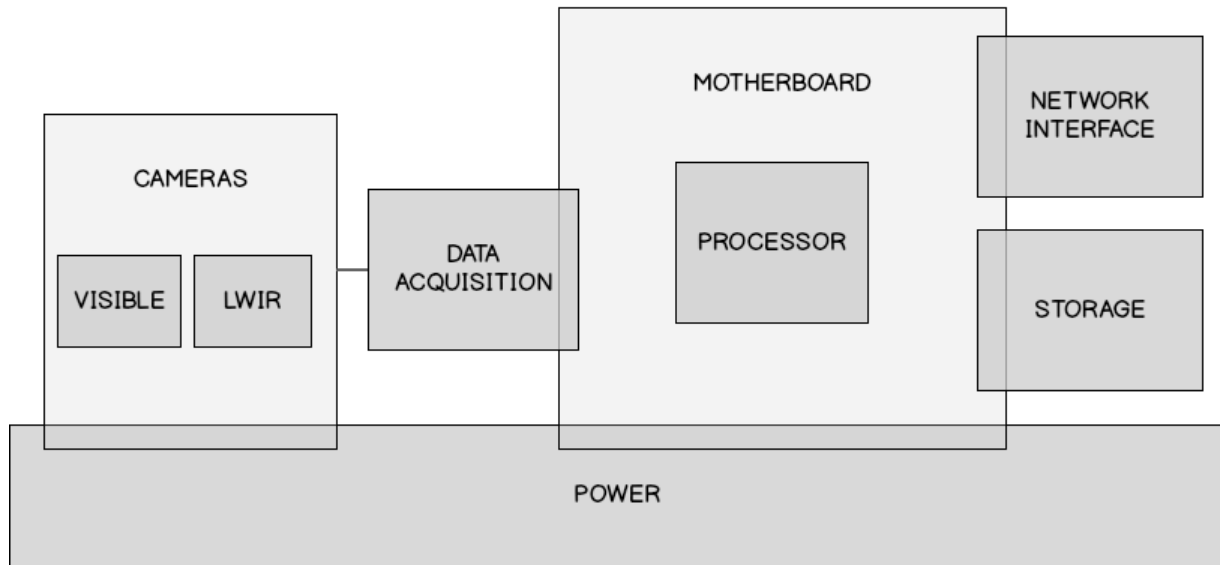 MOTHERBOARD
NETWORK
INTERFACE
CAMERAS
PROCESSOR
DATA
ACQUISITION
VISIBLE
LWIR
STORAGE
POWER